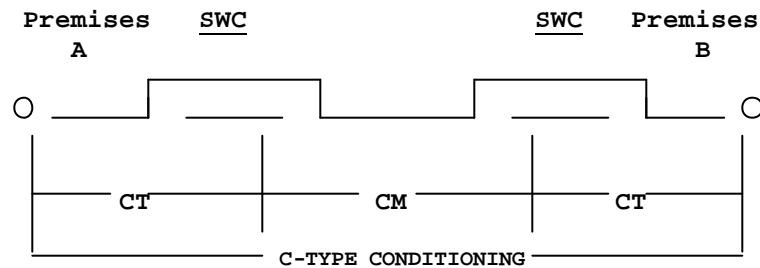 Premises SWC SWC Premises
A B
CT CM CT
C-TYPE CONDITIONING